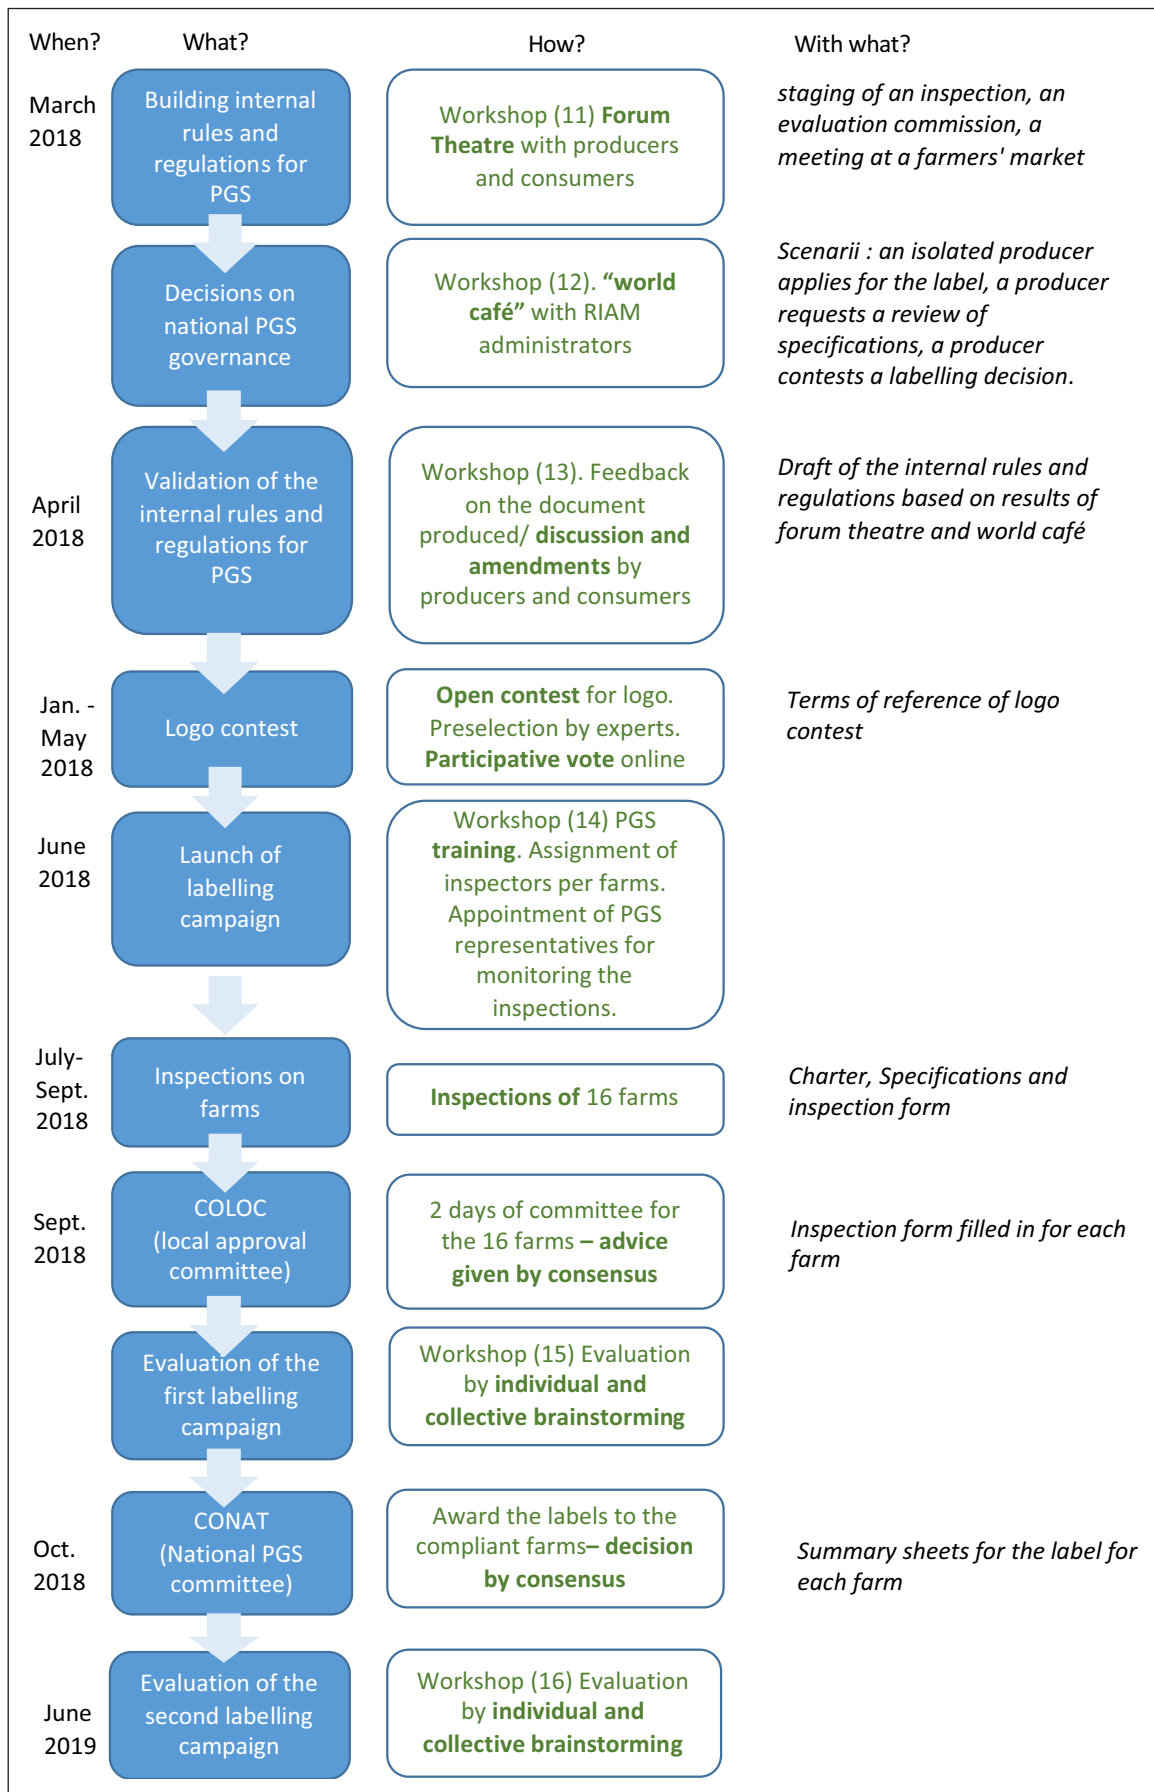 When?
What?
How?
With what?
March
2018
Building internal
rules and
regulations for
PGS
Workshop (11) Forum
Theatre with producers
and consumers
staging of an inspection, an
evaluation commission, a
meeting at a farmers' market
Decisions on
national PGS
governance
Workshop (12). “world
café” with RIAM
administrators
Scenarii : an isolated producer
applies for the label, a producer
requests a review of
specifications, a producer
contests a labelling decision.
April
2018
Validation of the
internal rules and
regulations for
PGS
Workshop (13). Feedback
on the document
produced/ discussion and
amendments by
producers and consumers
Draft of the internal rules and
regulations based on results of
forum theatre and world café
Jan. -
May
2018
Logo contest
Open contest for logo.
Preselection by experts.
Participative vote online
Terms of reference of logo
contest
June
2018
Launch of
labelling
campaign
Workshop (14) PGS
training. Assignment of
inspectors per farms.
Appointment of PGS
representatives for
monitoring the
inspections.
July-
Sept.
2018
Inspections on
farms
Inspections of 16 farms
Charter, Specifications and
inspection form
Sept.
2018
COLOC
(local approval
committee)
2 days of committee for
the 16 farms – advice
given by consensus
Inspection form filled in for each
farm
Evaluation of the
first labelling
campaign
Workshop (15) Evaluation
by individual and
collective brainstorming
Oct.
2018
CONAT
(National PGS
committee)
Award the labels to the
compliant farms– decision
by consensus
Summary sheets for the label for
each farm
June
2019
Evaluation of the
second labelling
campaign
Workshop (16) Evaluation
by individual and
collective brainstorming